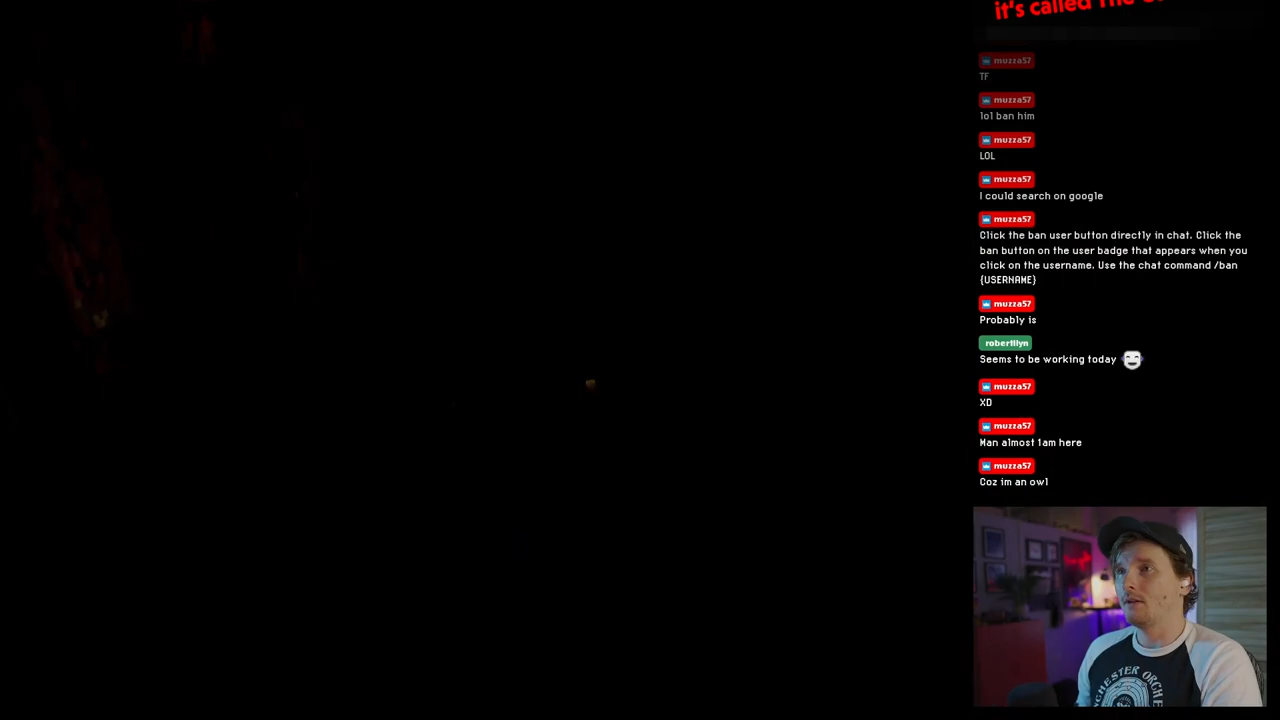 it's called The
muzza57
TF
muzza57
lol ban him
muzza57
LOL
muzza57
I could search on google
muzza57
Click the ban user button directly in chat. Click the
ban button on the user badge that appears when you
click on the username. Use the chat command /ban
{USERNAME}
muzza57
Probably is
robertllyn
Seems to be working today
muzza57
XD
muzza57
Man almost 1am here
muzza57
Coz im an owl
CHESTER ORCHE